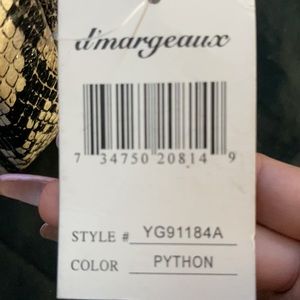 d'margeaux
7 34750 20814 9
STYLE # YG91184A
COLOR PYTHON